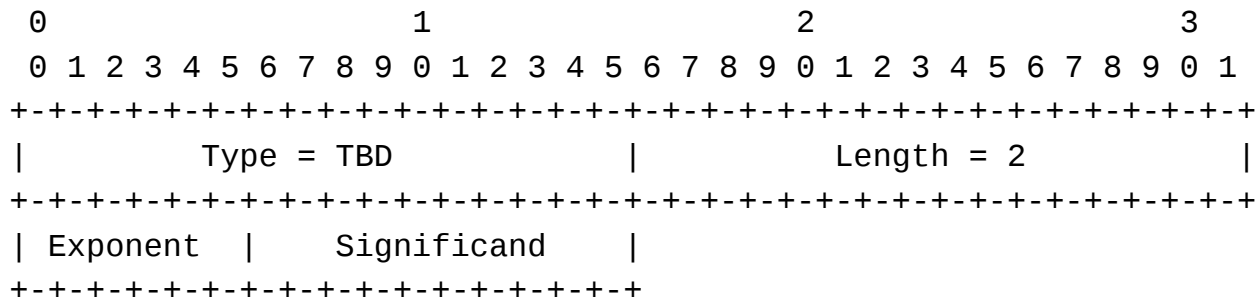 0                   1                   2                   3
 0 1 2 3 4 5 6 7 8 9 0 1 2 3 4 5 6 7 8 9 0 1 2 3 4 5 6 7 8 9 0 1
+-+-+-+-+-+-+-+-+-+-+-+-+-+-+-+-+-+-+-+-+-+-+-+-+-+-+-+-+-+-+-+-+
|         Type = TBD            |          Length = 2           |
+-+-+-+-+-+-+-+-+-+-+-+-+-+-+-+-+-+-+-+-+-+-+-+-+-+-+-+-+-+-+-+-+
| Exponent  |    Significand    |
+-+-+-+-+-+-+-+-+-+-+-+-+-+-+-+-+